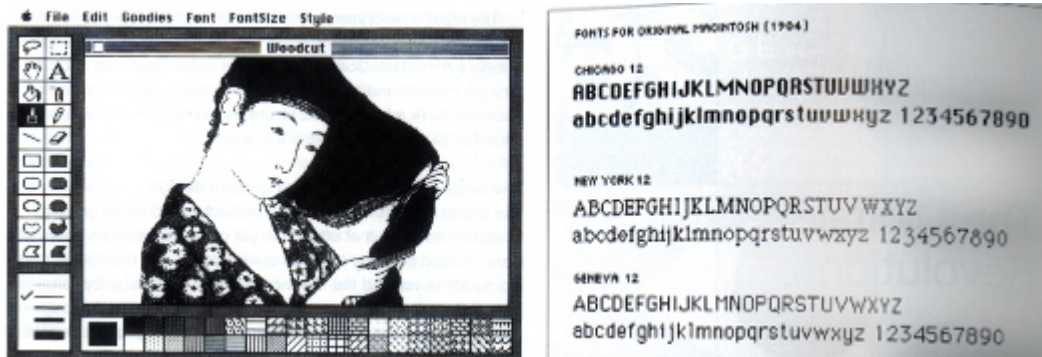 File Edit Goodies Font FontSize Style
Woodcut
A
FONTS FOR ORIGINAL MACINTOSH (1984)
CHICAGO 12
ABCDEFGHIJKLMNOPQRSTUVWXYZ
abcdefghijklmnopqrstuvwxyz 1234567890
NEW YORK 12
ABCDEFGHIJKLMNOPQRSTUVWXYZ
abcdefghijklmnopqrstuvwxyz 1234567890
GENEVA 12
ABCDEFGHIJKLMNOPQRSTUVWXYZ
abcdefghijklmnopqrstuvwxyz 1234567890